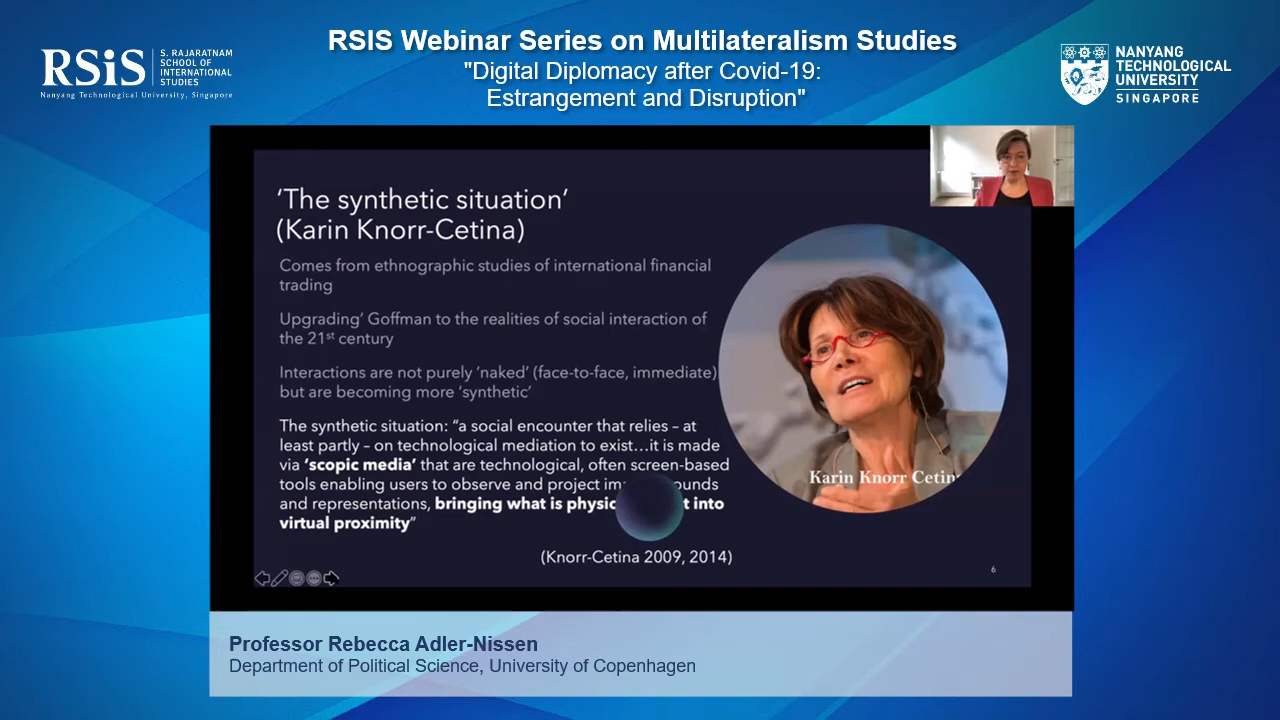 RSIS Webinar Series on Multilateralism Studies
"Digital Diplomacy after Covid-19:
Estrangement and Disruption"
RSiS
S. RAJARATNAM
SCHOOL OF
INTERNATIONAL
STUDIES
Nanyang Technological University, Singapore
NANYANG
TECHNOLOGICAL
UNIVERSITY
SINGAPORE
‘The synthetic situation’
(Karin Knorr-Cetina)
Comes from ethnographic studies of international financial
trading
Upgrading’ Goffman to the realities of social interaction of
the 21st century
Interactions are not purely ‘naked’ (face-to-face, immediate)
but are becoming more ‘synthetic’
The synthetic situation: “a social encounter that relies – at
least partly – on technological mediation to exist…it is made
via ‘scopic media’ that are technological, often screen-based
tools enabling users to observe and project
and representations, bringing what is into
virtual proximity”
(Knorr-Cetina 2009, 2014)
Karin Knorr
6
Professor Rebecca Adler-Nissen
Department of Political Science, University of Copenhagen